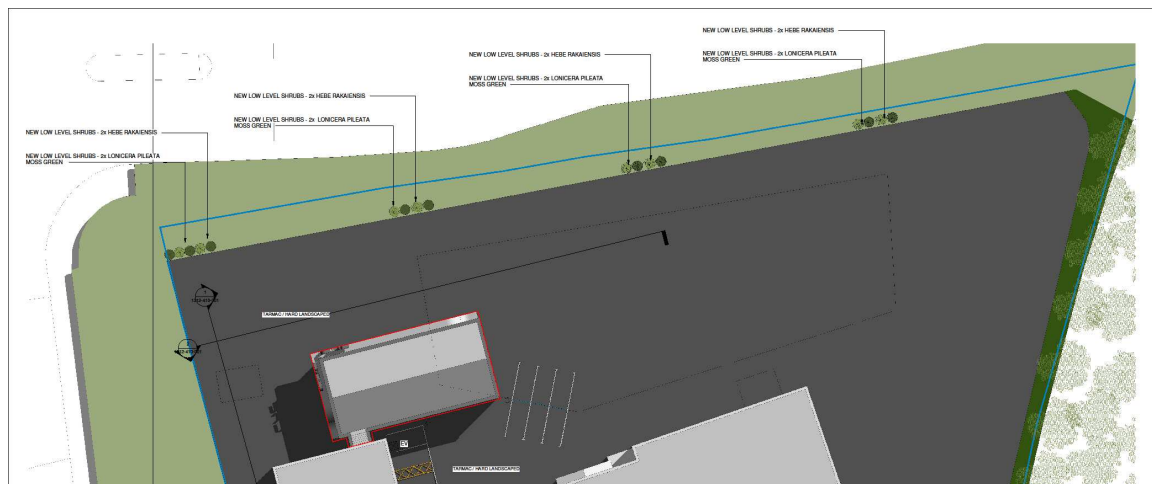 NEW LOW LEVEL SHRUBS - 2x HEBE RAKAIENSIS
NEW LOW LEVEL SHRUBS - 2x LONICERA PILEATA
MOSS GREEN
NEW LOW LEVEL SHRUBS - 2x HEBE RAKAIENSIS
NEW LOW LEVEL SHRUBS - 2x LONICERA PILEATA
MOSS GREEN
NEW LOW LEVEL SHRUBS - 2x HEBE RAKAIENSIS
NEW LOW LEVEL SHRUBS - 2x LONICERA PILEATA
MOSS GREEN
NEW LOW LEVEL SHRUBS - 2x HEBE RAKAIENSIS
NEW LOW LEVEL SHRUBS - 2x LONICERA PILEATA
MOSS GREEN
TARMAC / HARD LANDSCAPED
EV
TARMAC / HARD LANDSCAPED